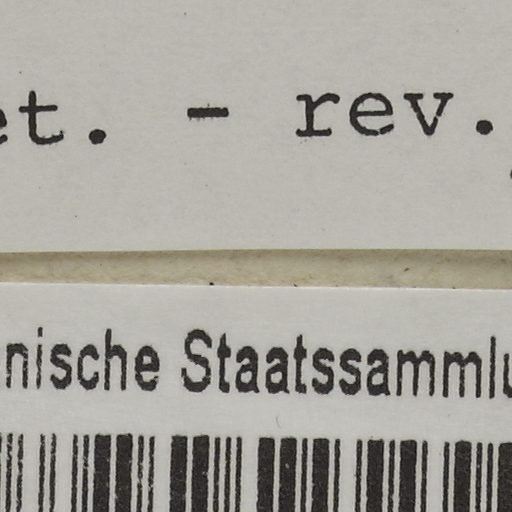 et. - rev.
nische Staatssammlu